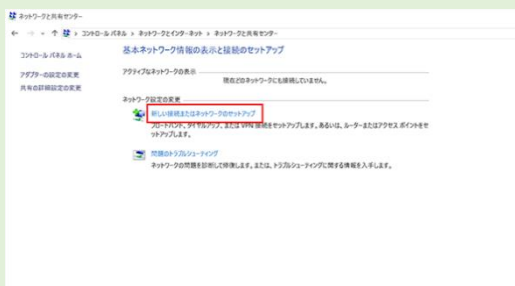 ネットワークと共有センター
コントロール パネル > ネットワークとインターネット > ネットワークと共有センター
コントロール パネル ホーム
アダプターの設定の変更
共有の詳細設定の変更
基本ネットワーク情報の表示と接続のセットアップ
アクティブなネットワークの表示
現在どのネットワークにも接続していません。
ネットワーク設定の変更
新しい接続またはネットワークのセットアップ
ブロードバンド、ダイヤルアップ、または VPN 接続をセットアップします。あるいは、ルーターまたはアクセス ポイントをセ
ットアップします。
問題のトラブルシューティング
ネットワークの問題を診断して修復します。または、トラブルシューティングに関する情報を入手します。